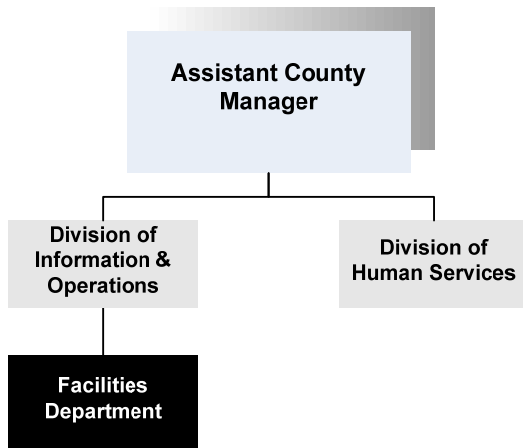 Assistant County
Manager
Division of
Information &
Operations
Division of
Human Services
Facilities
Department